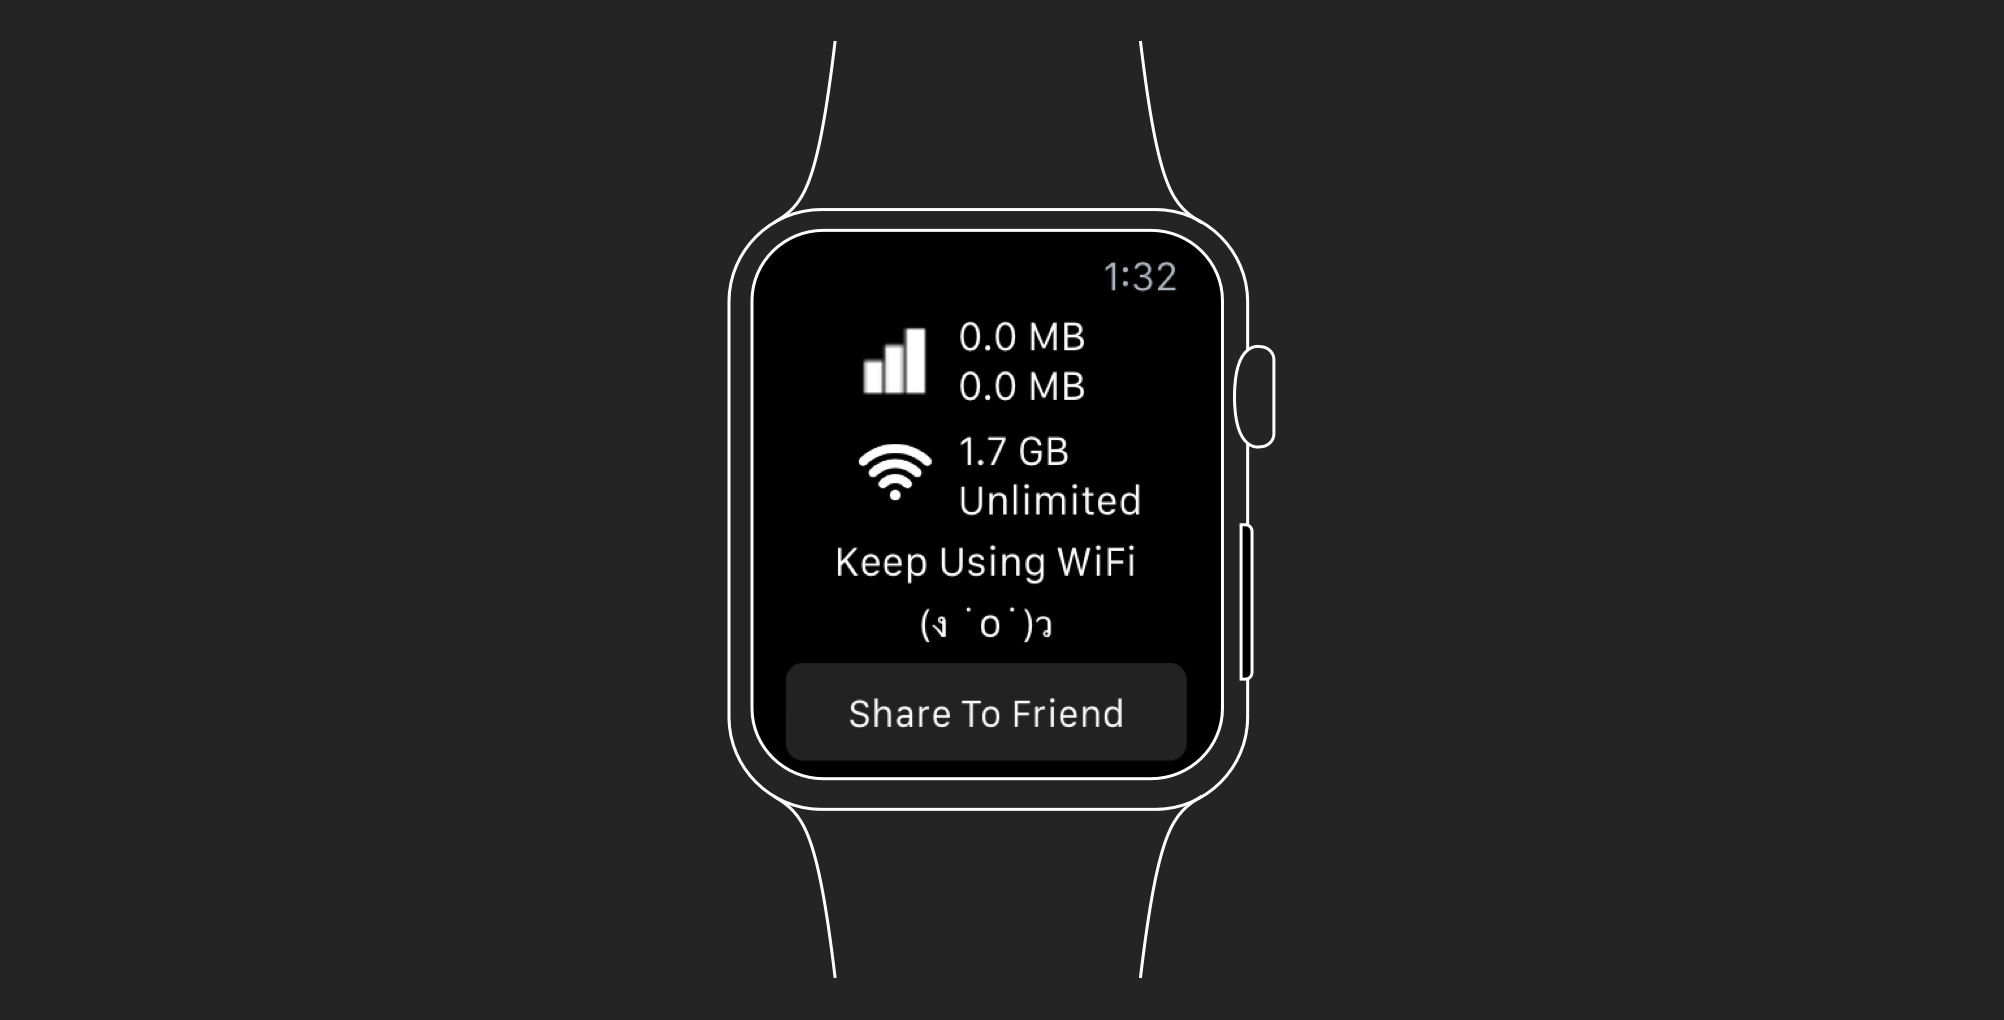 1:32
0.0 MB
0.0 MB
1.7 GB
Unlimited
Keep Using WiFi
(ง ˙o˙)ว
Share To Friend